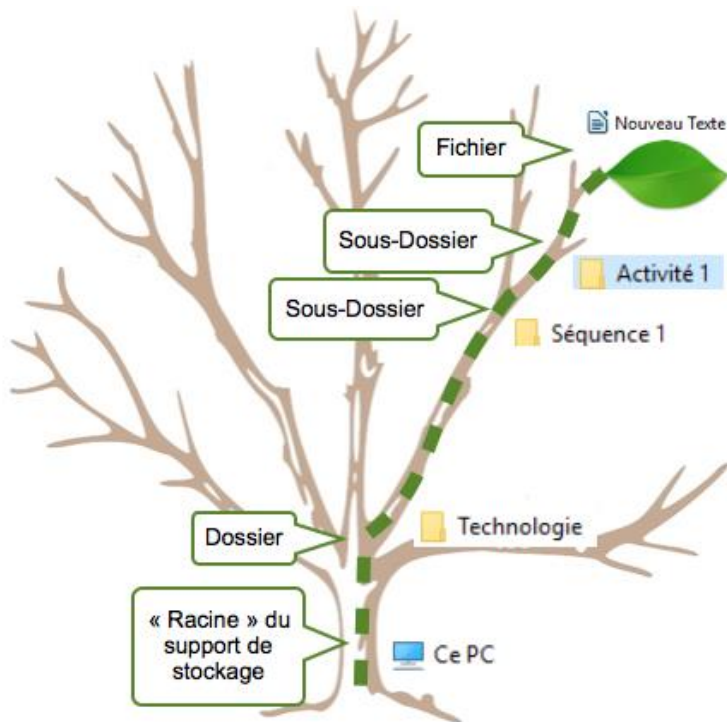 Nouveau Texte
Fichier
Sous-Dossier
Activité 1
Sous-Dossier
Séquence 1
Technologie
Dossier
« Racine » du
support de
stockage
Ce PC